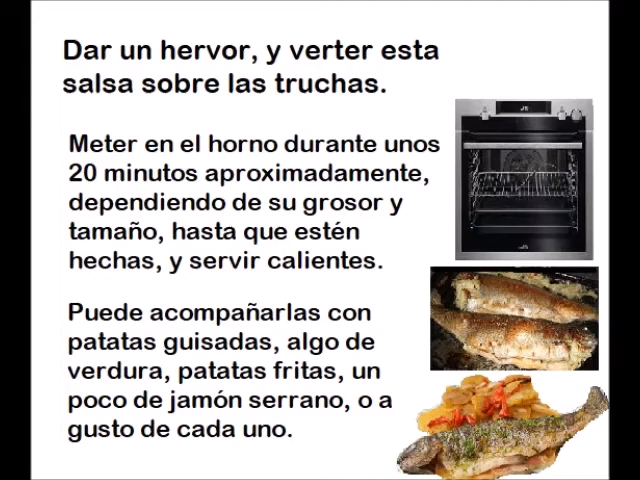 Dar un hervor, y verter esta
salsa sobre las truchas.
Meter en el horno durante unos
20 minutos aproximadamente,
dependiendo de su grosor y
tamaño, hasta que estén
hechas, y servir calientes.
Puede acompañarlas con
patatas guisadas, algo de
verdura, patatas fritas, un
poco de jamón serrano, o a
gusto de cada uno.